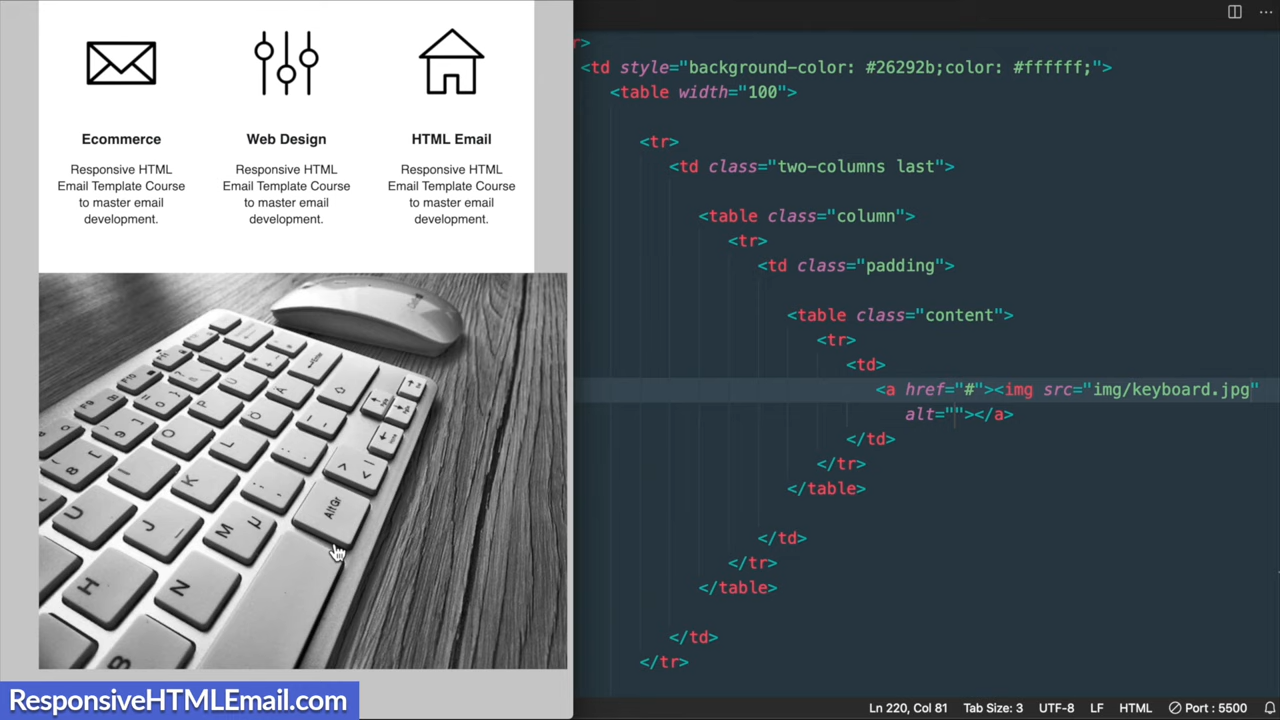 Ecommerce
Web Design
HTML Email
Responsive HTML
Email Template Course
to master email
development.
Responsive HTML
Email Template Course
to master email
development.
Responsive HTML
Email Template Course
to master email
development.
AltGr
M µ
U
J
H
N
K
L
I
P
ResponsiveHTMLEmail.com
r>
<td style="background-color: #26292b;color: #ffffff;">
<table width="100">
<tr>
<td class="two-columns last">
<table class="column">
<tr>
<td class="padding">
<table class="content">
<tr>
<td>
<a href="#"><img src="img/keyboard.jpg"
alt=""></a>
</td>
</tr>
</table>
</td>
</tr>
</table>
</td>
</tr>
Ln 220, Col 81 Tab Size: 3 UTF-8 LF HTML Port : 5500